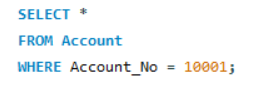 SELECT *
FROM Account
WHERE Account_No = 10001;